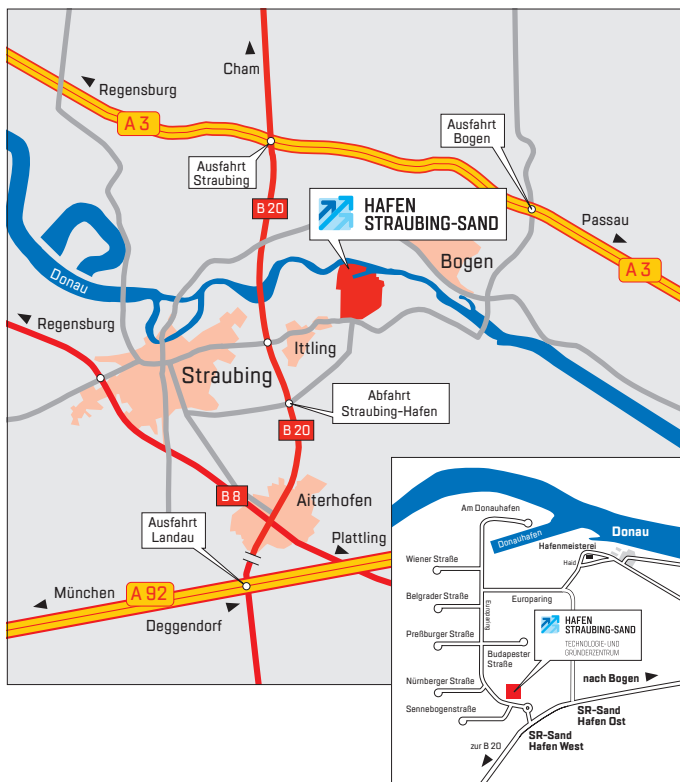 Cham
Regensburg
A 3
Ausfahrt
Straubing
Ausfahrt
Bogen
B 20
HAFEN
STRAUBING-SAND
Passau
A 3
Bogen
Donau
Regensburg
Ittling
Straubing
Abfahrt
Straubing-Hafen
B 20
B 8
Aiterhofen
Ausfahrt
Landau
Plattling
München
A 92
Deggendorf
Am Donauhafen
Donauhafen
Donau
Hafenmeisterei
Haid
Wiener Straße
Belgrader Straße
Europaring
Europaring
HAFEN
STRAUBING-SAND
TECHNOLOGIE- UND
GRÜNDERZENTRUM
Preßburger Straße
Budapester
Straße
Nürnberger Straße
nach Bogen
Sennebogenstraße
SR-Sand
Hafen Ost
SR-Sand
Hafen West
zur B 20